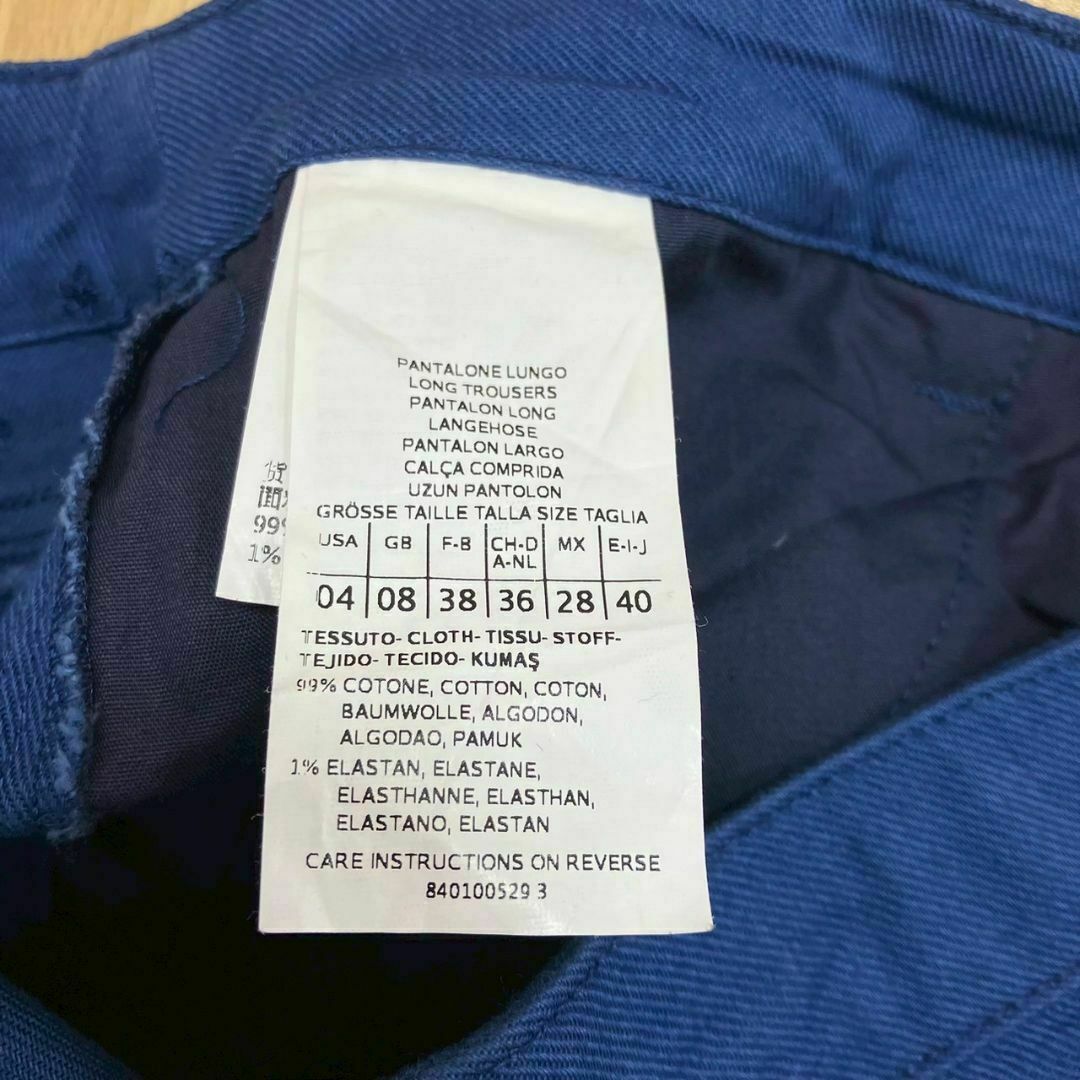 PANTALONE LUNGO
LONG TROUSERS
PANTALON LONG
LANGEHOSE
PANTALON LARGO
CALÇA COMPRIDA
UZUN PANTOLON
GRÖSSE TAILLE TALLA SIZE TAGLIA
USA GB F-B CH-D A-NL MX E-I-J
04 08 38 36 28 40
TESSUTO- CLOTH- TISSU- STOFF-
TEJIDO- TECIDO- KUMAŞ
99% COTONE, COTTON, COTON,
BAUMWOLLE, ALGODON,
ALGODAO, PAMUK
1% ELASTAN, ELASTANE,
ELASTHANNE, ELASTHAN,
ELASTANO, ELASTAN
CARE INSTRUCTIONS ON REVERSE
840100529 3
99%
1%